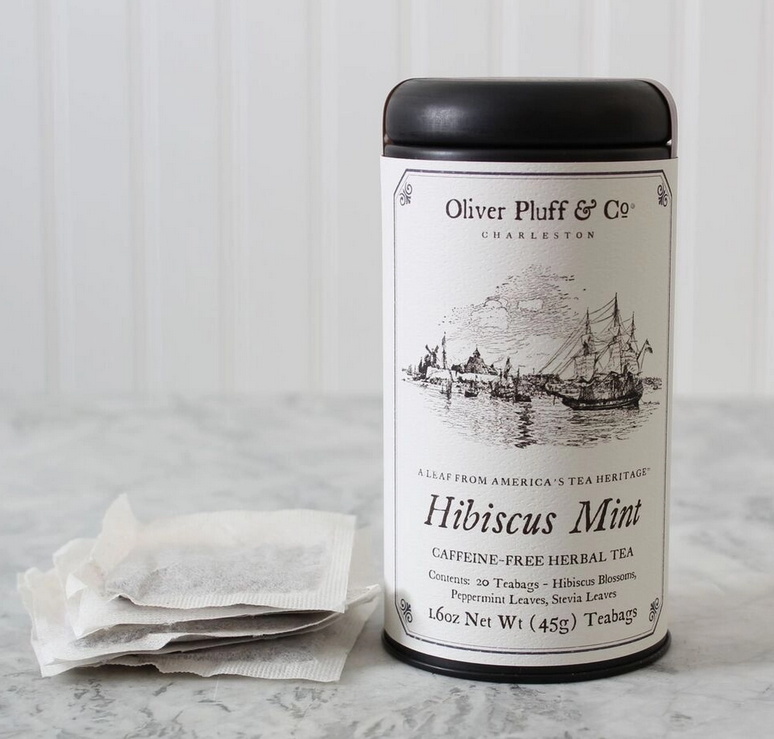 Oliver Pluff & Co®
CHARLESTON
A LEAF FROM AMERICA'S TEA HERITAGE™
Hibiscus Mint
CAFFEINE-FREE HERBAL TEA
Contents: 20 Teabags - Hibiscus Blossoms,
Peppermint Leaves, Stevia Leaves
1.6oz Net Wt (45g) Teabags